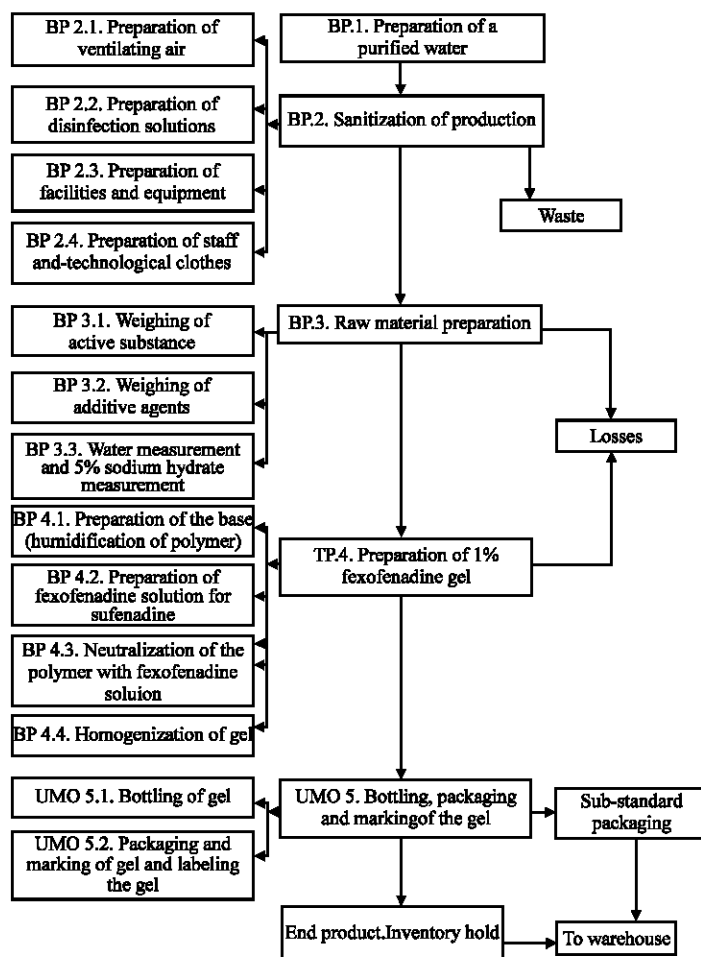 BP 2.1. Preparation of
ventilating air
BP.1. Preparation of a
purified water
BP 2.2. Preparation of
disinfection solutions
BP.2. Sanitization of production
BP 2.3. Preparation of
facilities and equipment
Waste
BP 2.4. Preparation of staff
and-technological clothes
BP 3.1. Weighing of
active substance
BP.3. Raw material preparation
BP 3.2. Weighing of
additive agents
Losses
BP 3.3. Water measurement
and 5% sodium hydrate
measurement
BP 4.1. Preparation of the base
(humidification of polymer)
TP.4. Preparation of 1%
fexofenadine gel
BP 4.2. Preparation of
fexofenadine solution for
sufenadine
BP 4.3. Neutralization of the
polymer with fexofenadine
soluion
BP 4.4. Homogenization of gel
UMO 5.1. Bottling of gel
UMO 5. Bottling, packaging
and markingof the gel
Sub-standard
packaging
UMO 5.2. Packaging and
marking of gel and labeling
the gel
End product.Inventory hold
To warehouse